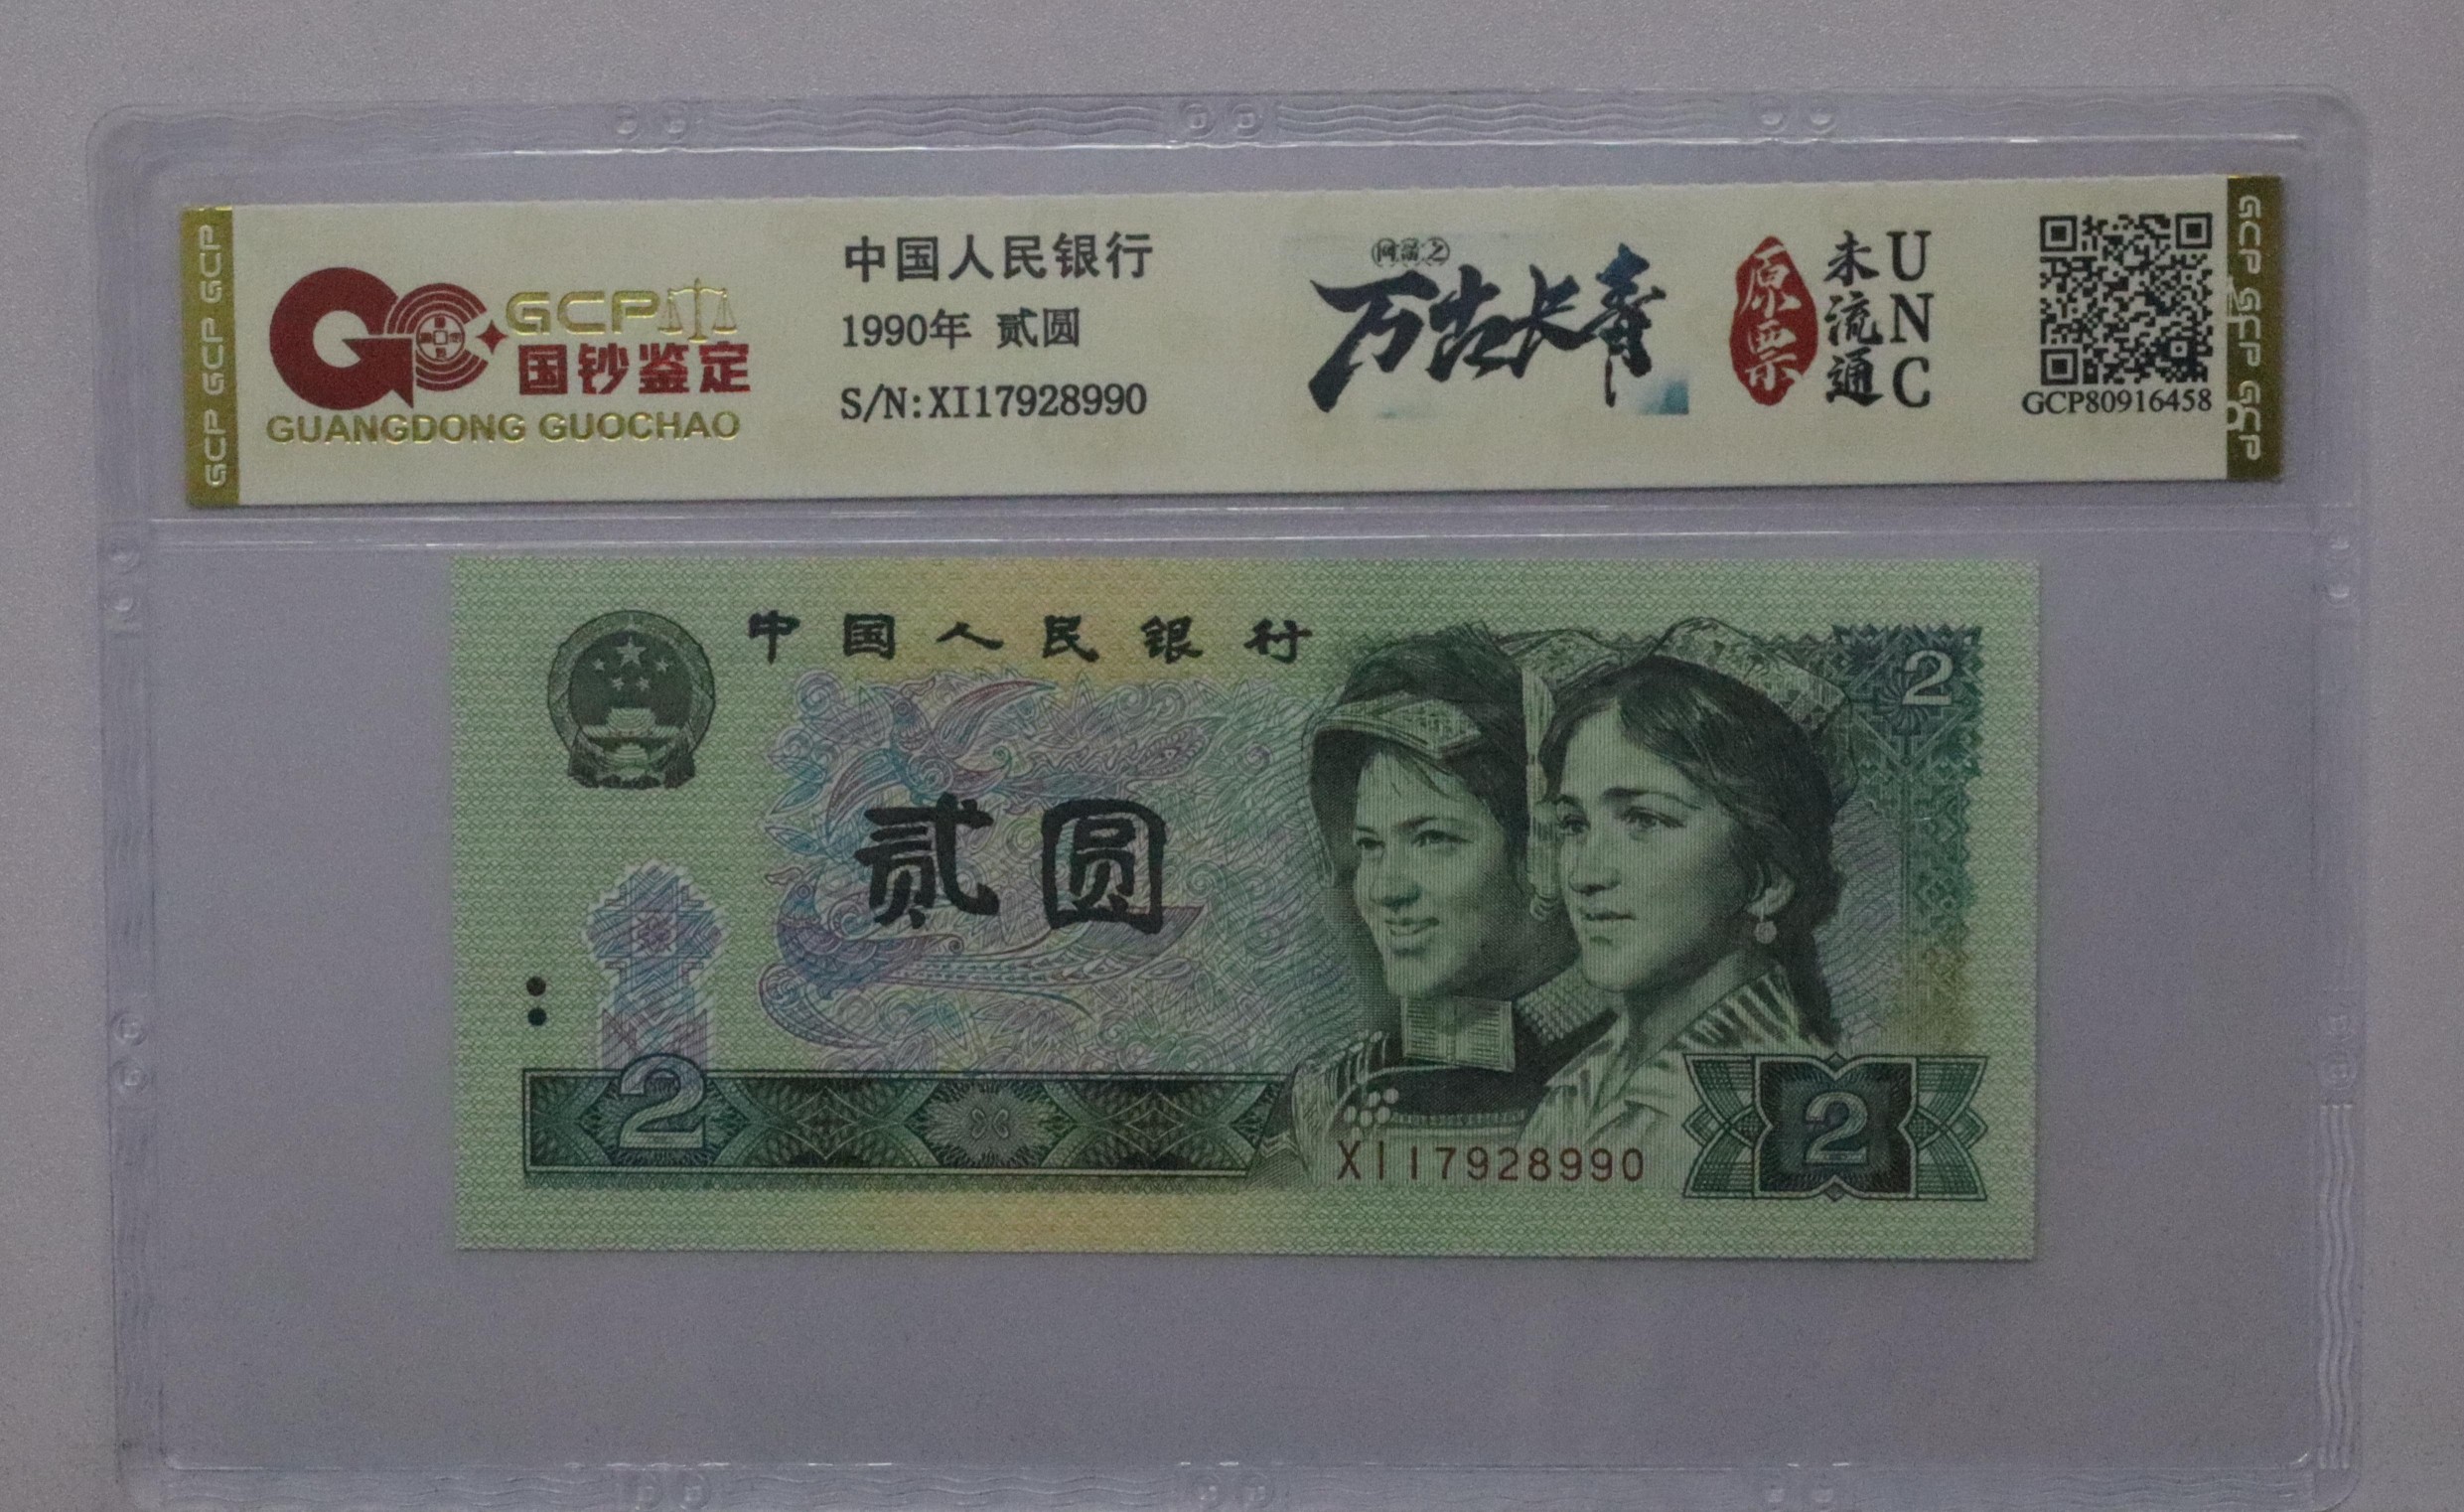 GCP GCP GCP
GCP
国钞鉴定
GUANGDONG GUOCHAO
中国人民银行
1990年 贰圆
S/N:XI17928990
万古长青
原票
未流通
UNC
GCP80916458
GCP GCP GCP
中国人民银行
2
贰圆
2
XI17928990
2